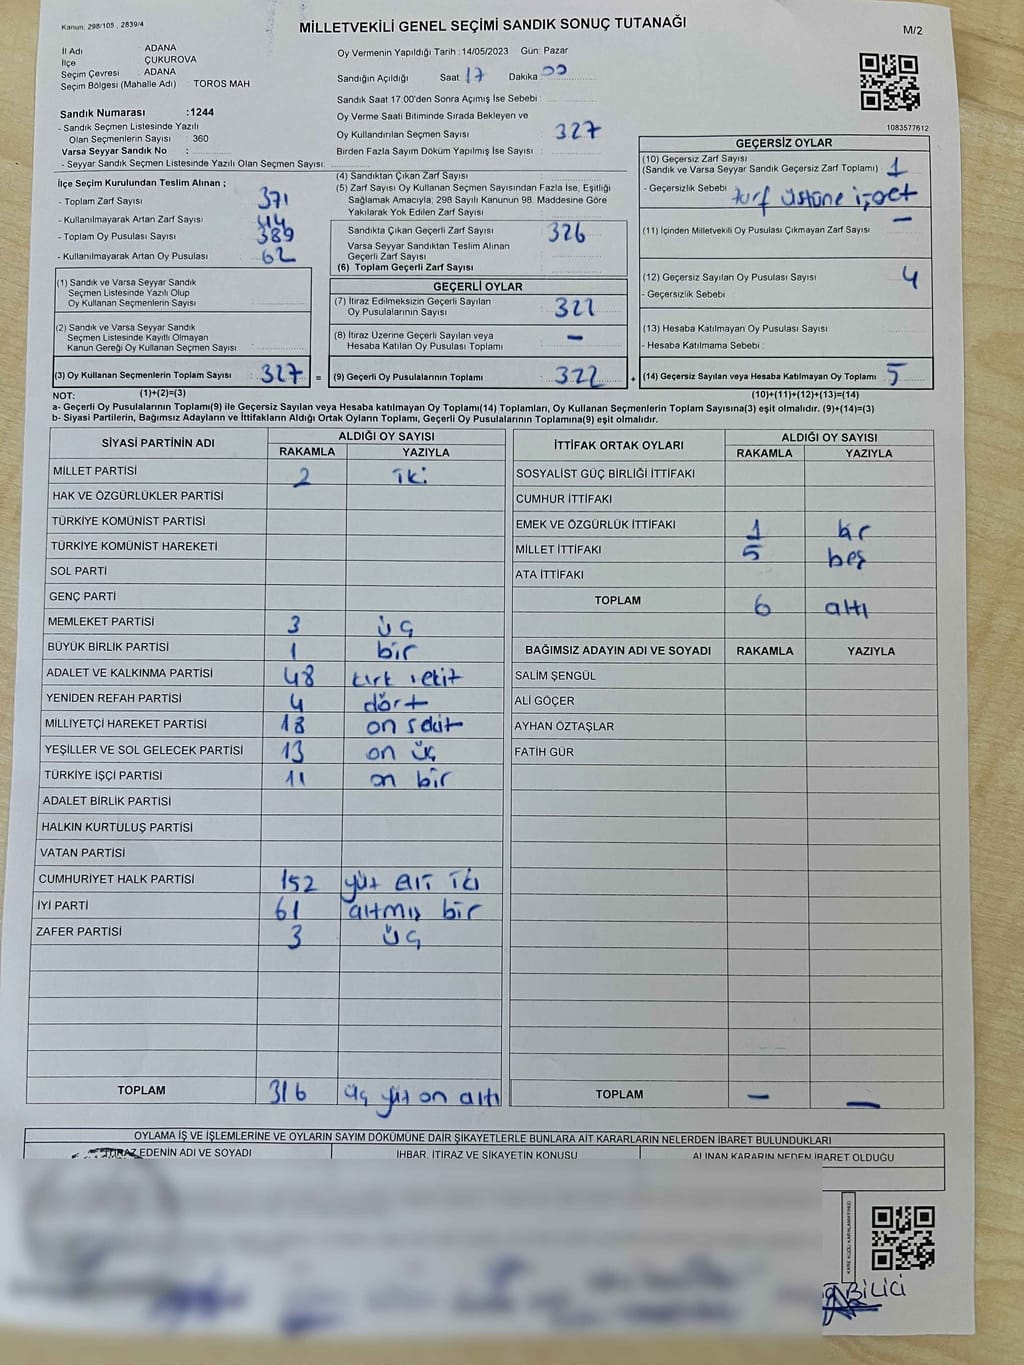 Kanun, 298/105 , 2839/4
MİLLETVEKİLİ GENEL SEÇİMİ SANDIK SONUÇ TUTANAĞI
M/2
İl Adı ADANA
İlçe ÇUKUROVA
Seçim Çevresi : ADANA
Seçim Bölgesi (Mahalle Adı) TOROS MAH
Oy Vermenin Yapıldığı Tarih : 14/05/2023 Gün: Pazar
Sandığın Açıldığı Saat 17 Dakika 00
Sandık Saat 17:00'den Sonra Açımış İse Sebebi :
Oy Verme Saati Bitiminde Sırada Bekleyen ve
Oy Kullandırılan Seçmen Sayısı 327
Birden Fazla Sayım Döküm Yapılmış İse Sayısı :
1083577612
Sandık Numarası :1244
- Sandık Seçmen Listesinde Yazılı
Olan Seçmenlerin Sayısı : 360
Varsa Seyyar Sandık No :
- Seyyar Sandık Seçmen Listesinde Yazılı Olan Seçmen Sayısı:
İlçe Seçim Kurulundan Teslim Alınan ;
- Toplam Zarf Sayısı 371
- Kullanılmayarak Artan Zarf Sayısı 44
- Toplam Oy Pusulası Sayısı 389
- Kullanılmayarak Artan Oy Pusulası 62
(4) Sandıktan Çıkan Zarf Sayısı
(5) Zarf Sayısı Oy Kullanan Seçmen Sayısından Fazla İse, Eşitliği
Sağlamak Amacıyla, 298 Sayılı Kanunun 98. Maddesine Göre
Yakılarak Yok Edilen Zarf Sayısı
Sandıkta Çıkan Geçerli Zarf Sayısı 326
Varsa Seyyar Sandıktan Teslim Alınan
Geçerli Zarf Sayısı
(6) Toplam Geçerli Zarf Sayısı
GEÇERSİZ OYLAR
(10) Geçersiz Zarf Sayısı
(Sandık ve Varsa Seyyar Sandık Geçersiz Zarf Toplamı) 1
- Geçersizlik Sebebi zarf üstüne işaret
(11) İçinden Milletvekili Oy Pusulası Çıkmayan Zarf Sayısı –
(12) Geçersiz Sayılan Oy Pusulası Sayısı 4
- Geçersizlik Sebebi
(13) Hesaba Katılmayan Oy Pusulası Sayısı
- Hesaba Katılmama Sebebi :
(14) Geçersiz Sayılan veya Hesaba Katılmayan Oy Toplamı 5
(10)+(11)+(12)+(13)=(14)
(1) Sandık ve Varsa Seyyar Sandık
Seçmen Listesinde Yazılı Olup
Oy Kullanan Seçmenlerin Sayısı
(2) Sandık ve Varsa Seyyar Sandık
Seçmen Listesinde Kayıtlı Olmayan
Kanun Gereği Oy Kullanan Seçmen Sayısı
(3) Oy Kullanan Seçmenlerin Toplam Sayısı : 327 =
(1)+(2)=(3)
GEÇERLİ OYLAR
(7) İtiraz Edilmeksizin Geçerli Sayılan
Oy Pusulalarının Sayısı 322
(8) İtiraz Üzerine Geçerli Sayılan veya
Hesaba Katılan Oy Pusulası Toplamı –
(9) Geçerli Oy Pusulalarının Toplamı 322 +
NOT:
a- Geçerli Oy Pusulalarının Toplamı(9) ile Geçersiz Sayılan veya Hesaba katılmayan Oy Toplamı(14) Toplamları, Oy Kullanan Seçmenlerin Toplam Sayısına(3) eşit olmalıdır. (9)+(14)=(3)
b- Siyasi Partilerin, Bağımsız Adayların ve İttifakların Aldığı Ortak Oyların Toplamı, Geçerli Oy Pusulalarının Toplamına(9) eşit olmalıdır.
SİYASİ PARTİNİN ADI ALDIĞI OY SAYISI
RAKAMLA YAZIYLA
MİLLET PARTİSİ 2 iki
HAK VE ÖZGÜRLÜKLER PARTİSİ
TÜRKİYE KOMÜNİST PARTİSİ
TÜRKİYE KOMÜNİST HAREKETİ
SOL PARTİ
GENÇ PARTİ
MEMLEKET PARTİSİ 3 üç
BÜYÜK BİRLİK PARTİSİ 1 bir
ADALET VE KALKINMA PARTİSİ 48 kırk sekiz
YENİDEN REFAH PARTİSİ 4 dört
MİLLİYETÇİ HAREKET PARTİSİ 18 on sekiz
YEŞİLLER VE SOL GELECEK PARTİSİ 13 on üç
TÜRKİYE İŞÇİ PARTİSİ 11 on bir
ADALET BİRLİK PARTİSİ
HALKIN KURTULUŞ PARTİSİ
VATAN PARTİSİ
CUMHURİYET HALK PARTİSİ 152 yüz elli iki
İYİ PARTİ 61 altmış bir
ZAFER PARTİSİ 3 üç
TOPLAM 316 üç yüz on altı
İTTİFAK ORTAK OYLARI ALDIĞI OY SAYISI
RAKAMLA YAZIYLA
SOSYALİST GÜÇ BİRLİĞİ İTTİFAKI
CUMHUR İTTİFAKI
EMEK VE ÖZGÜRLÜK İTTİFAKI 1 bir
MİLLET İTTİFAKI 5 beş
ATA İTTİFAKI
TOPLAM 6 altı
BAĞIMSIZ ADAYIN ADI VE SOYADI RAKAMLA YAZIYLA
SALİM ŞENGÜL
ALİ GÖÇER
AYHAN ÖZTAŞLAR
FATİH GÜR
TOPLAM – –
OYLAMA İŞ VE İŞLEMLERİNE VE OYLARIN SAYIM DÖKÜMÜNE DAİR ŞİKAYETLERLE BUNLARA AİT KARARLARIN NELERDEN İBARET BULUNDUKLARI
İTİRAZ EDENİN ADI VE SOYADI İHBAR, İTİRAZ VE ŞİKAYETİN KONUSU ALINAN KARARIN NEDEN İBARET OLDUĞU
BİLİCİ